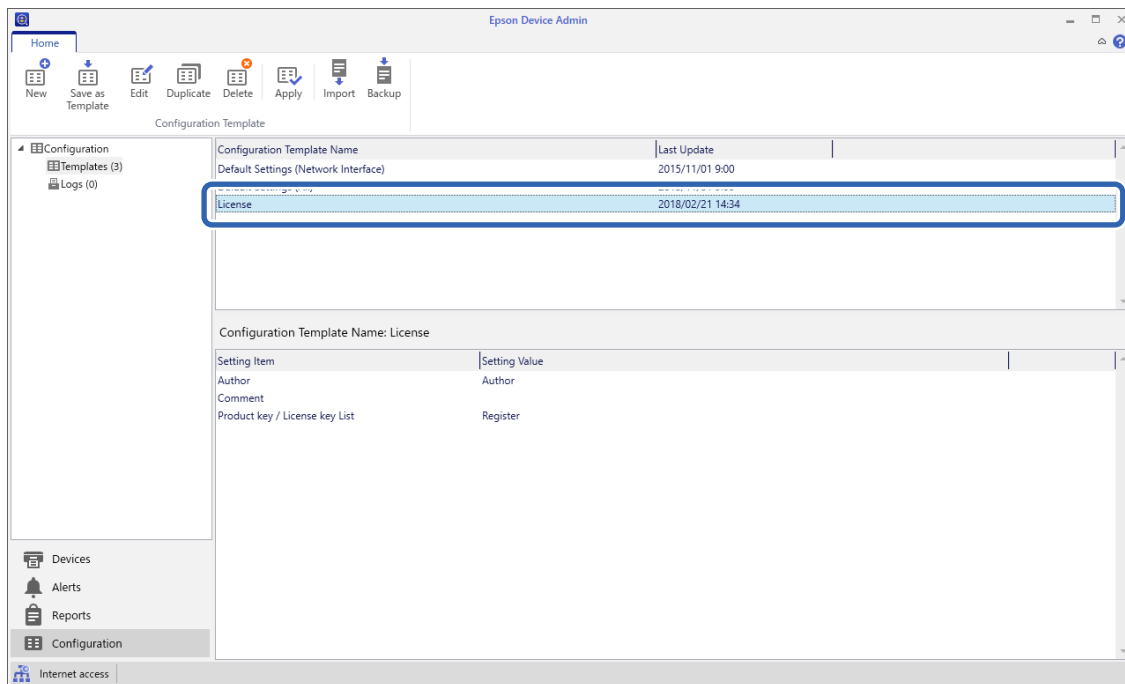 Epson Device Admin
Home
New Save as Template Edit Duplicate Delete Apply Import Backup
Configuration Template
Configuration
Templates (3)
Logs (0)
Configuration Template Name Last Update
Default Settings (Network Interface) 2015/11/01 9:00
License 2018/02/21 14:34
Configuration Template Name: License
Setting Item Setting Value
Author Author
Comment
Product key / License key List Register
Devices
Alerts
Reports
Configuration
Internet access